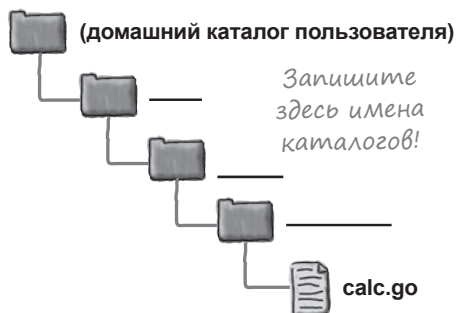 (домашний каталог пользователя)
Запишите
здесь имена
каталогов!
calc.go